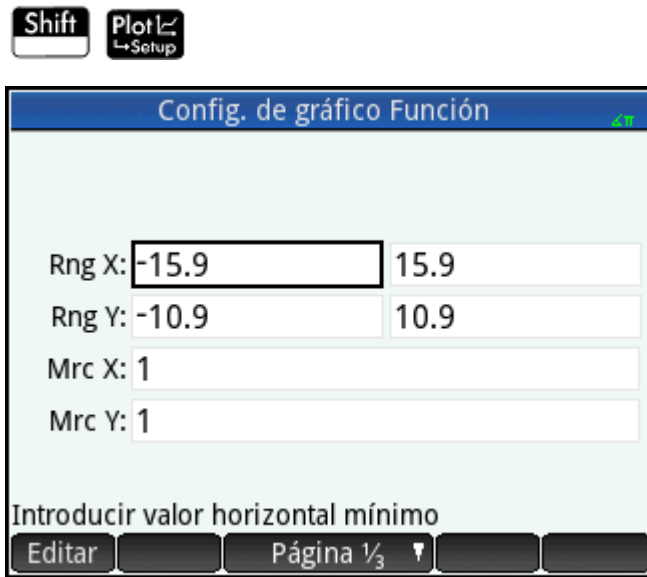 Shift Plot
↳Setup
Config. de gráfico Función ∡π
Rng X: -15.9 15.9
Rng Y: -10.9 10.9
Mrc X: 1
Mrc Y: 1
Introducir valor horizontal mínimo
Editar Página ⅓